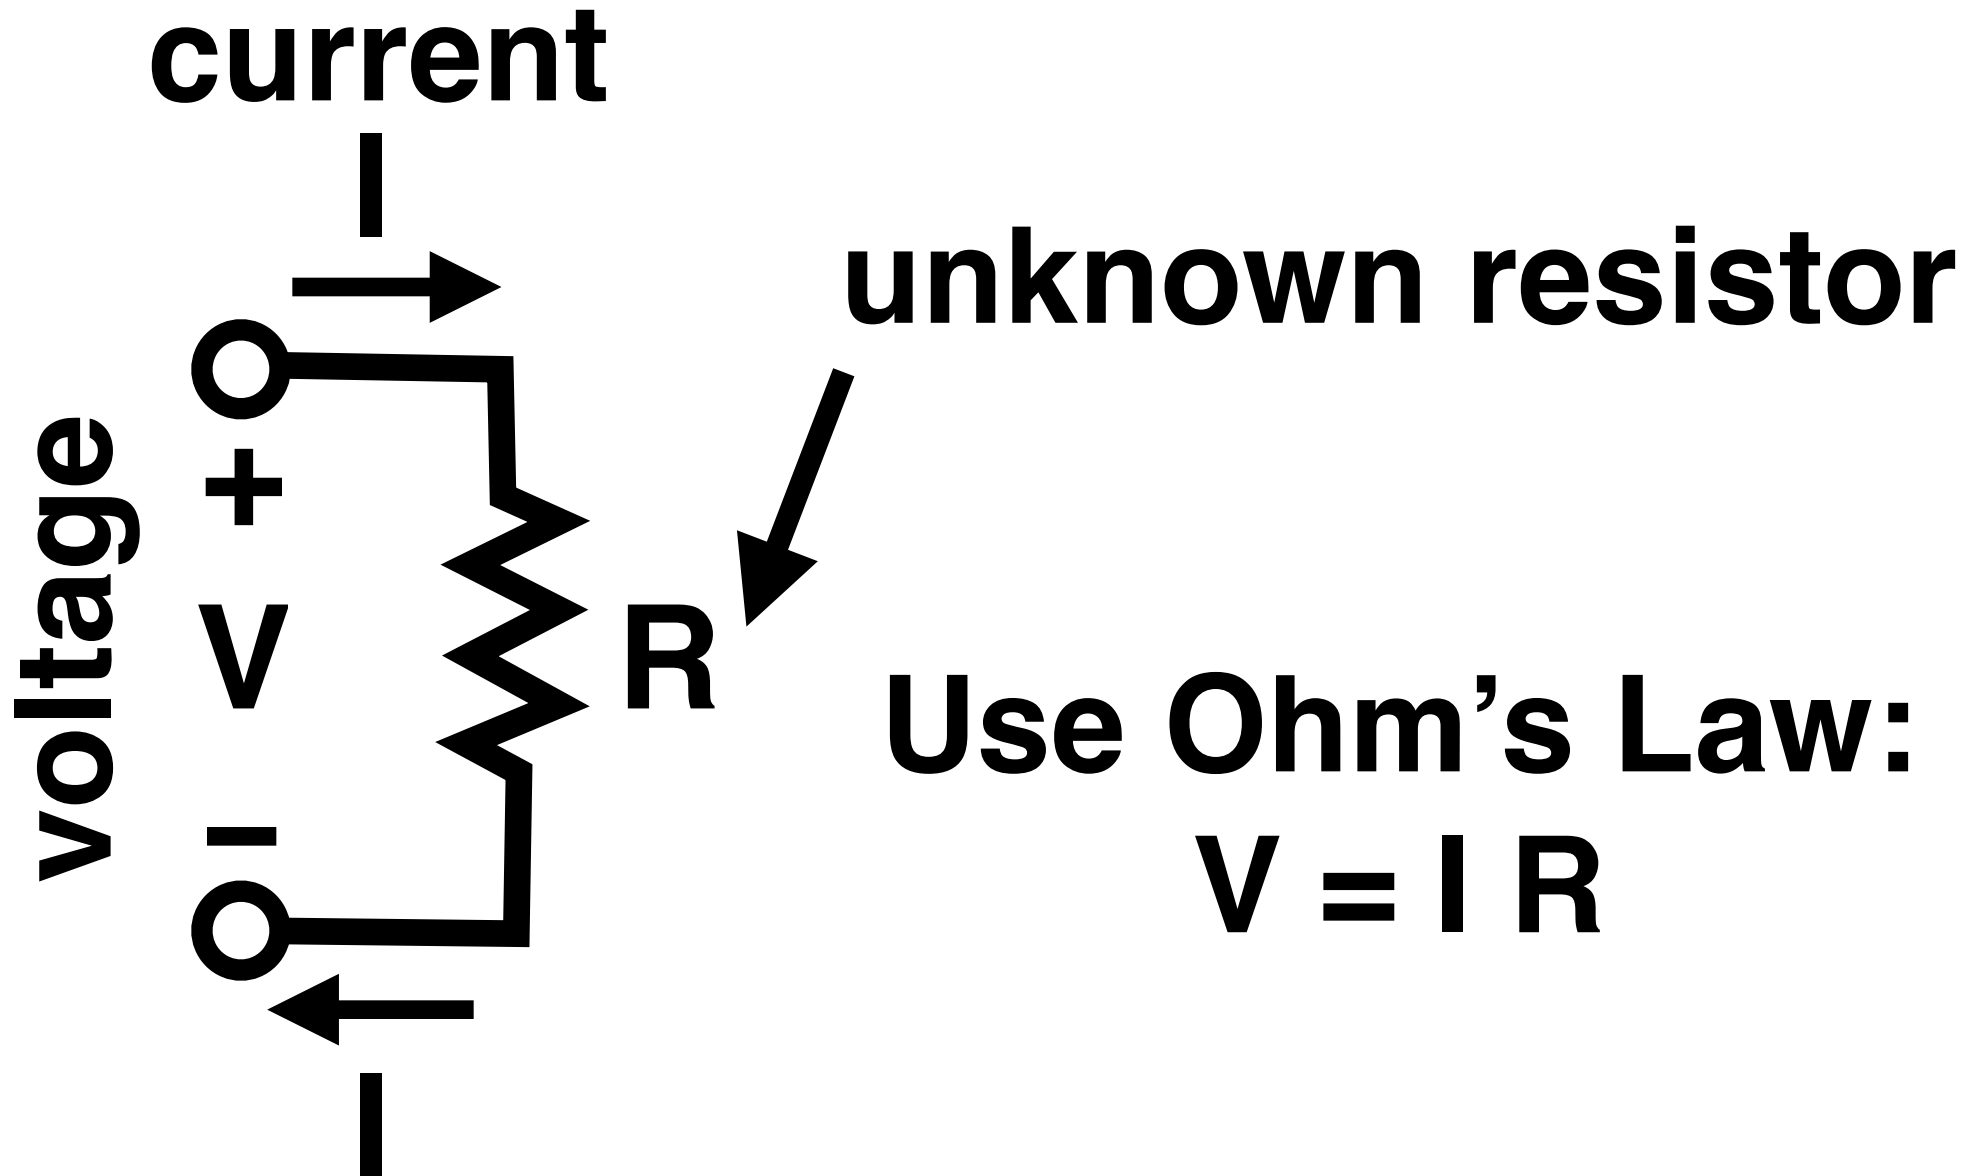 current
I
unknown resistor
voltage
+
V
R
–
Use Ohm’s Law:
V = I R
I